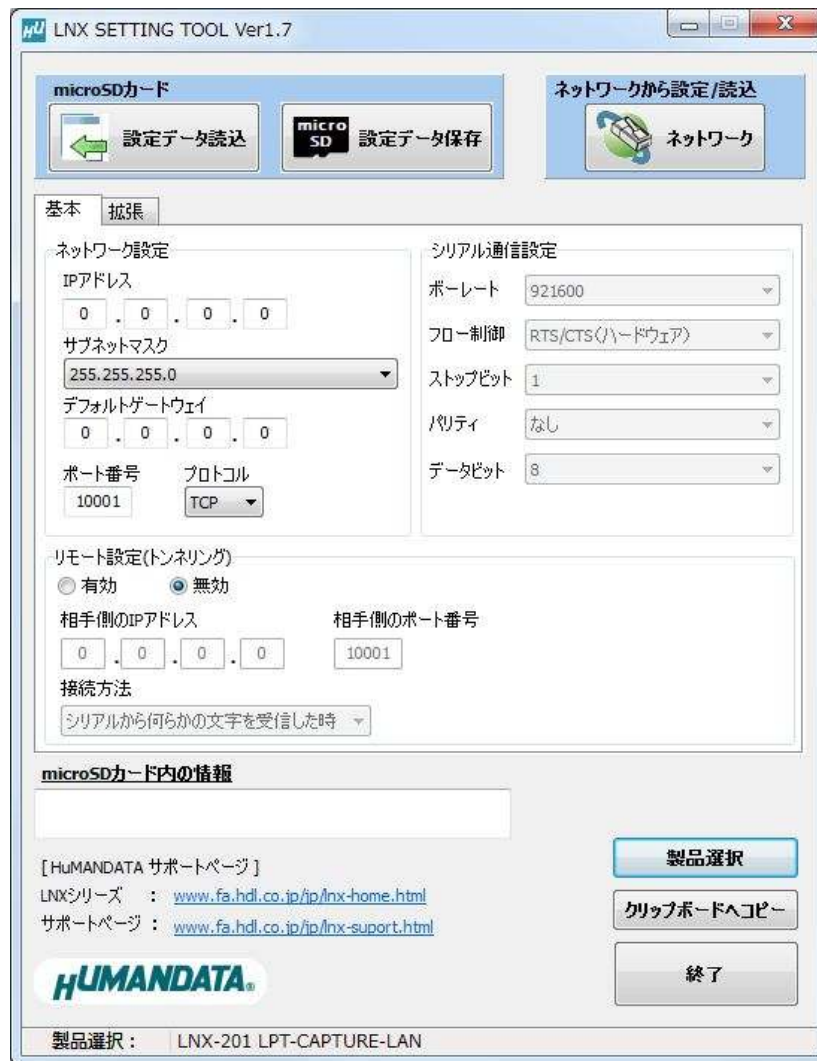 LNX SETTING TOOL Ver1.7
microSDカード
設定データ読込
micro SD 設定データ保存
ネットワークから設定/読込
ネットワーク
基本 拡張
ネットワーク設定
IPアドレス
0 . 0 . 0 . 0
サブネットマスク
255.255.255.0
デフォルトゲートウェイ
0 . 0 . 0 . 0
ポート番号 プロトコル
10001 TCP
シリアル通信設定
ボーレート 921600
フロー制御 RTS/CTS(ハードウェア)
ストップビット 1
パリティ なし
データビット 8
リモート設定(トンネリング)
有効 無効
相手側のIPアドレス 相手側のポート番号
0 . 0 . 0 . 0 10001
接続方法
シリアルから何らかの文字を受信した時
microSDカード内の情報
[ HuMANDATA サポートページ ]
LNXシリーズ : www.fa.hdl.co.jp/jp/lnx-home.html
サポートページ : www.fa.hdl.co.jp/jp/lnx-suport.html
HUMANDATA®
製品選択
クリップボードへコピー
終了
製品選択 : LNX-201 LPT-CAPTURE-LAN